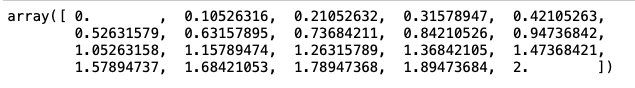 array([ 0.        ,  0.10526316,  0.21052632,  0.31578947,  0.42105263,
        0.52631579,  0.63157895,  0.73684211,  0.84210526,  0.94736842,
        1.05263158,  1.15789474,  1.26315789,  1.36842105,  1.47368421,
        1.57894737,  1.68421053,  1.78947368,  1.89473684,  2.        ])